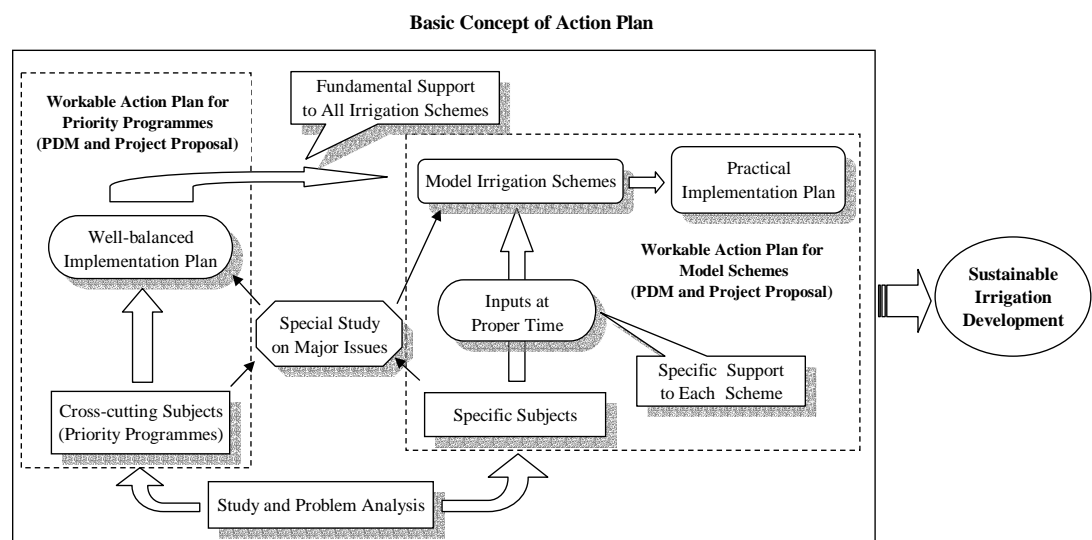 Basic Concept of Action Plan
Workable Action Plan for
Priority Programmes
(PDM and Project Proposal)
Fundamental Support
to All Irrigation Schemes
Model Irrigation Schemes
Practical
Implementation Plan
Well-balanced
Implementation Plan
Workable Action Plan for
Model Schemes
(PDM and Project Proposal)
Special Study
on Major Issues
Inputs at
Proper Time
Sustainable
Irrigation
Development
Specific Support
to Each Scheme
Cross-cutting Subjects
(Priority Programmes)
Specific Subjects
Study and Problem Analysis